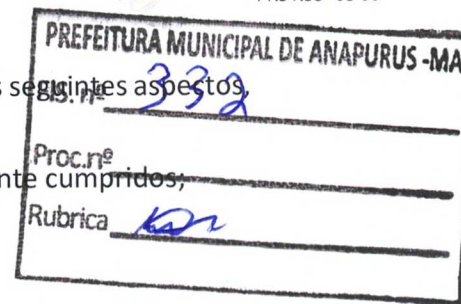 PREFEITURA MUNICIPAL DE ANAPURUS -MA
s seguintes aspectos,
Fls. nº 332
Proc.nº
nte cumpridos;
Rubrica